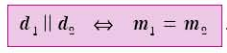 d₁ ∥ d₂ ⇔ m₁ = m₂.